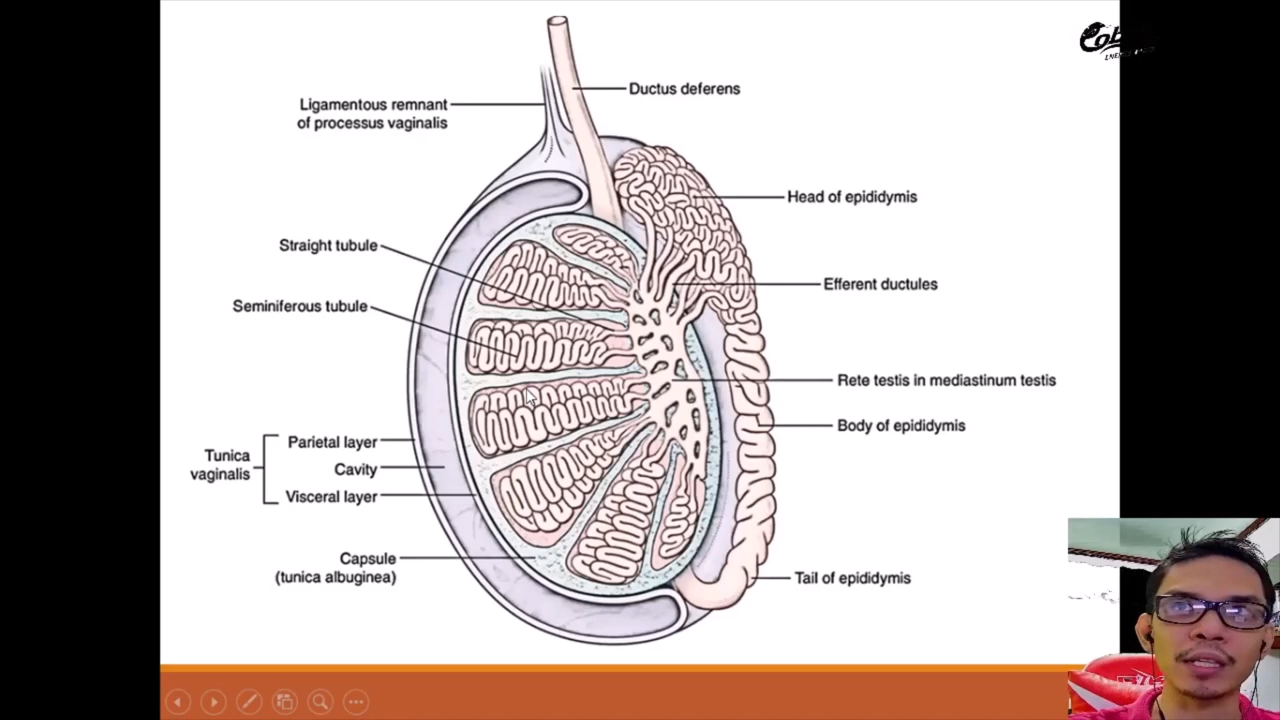 Ductus deferens
Ligamentous remnant
of processus vaginalis
Head of epididymis
Straight tubule
Efferent ductules
Seminiferous tubule
Rete testis in mediastinum testis
Body of epididymis
Tunica
vaginalis
Parietal layer
Cavity
Visceral layer
Capsule
(tunica albuginea)
Tail of epididymis